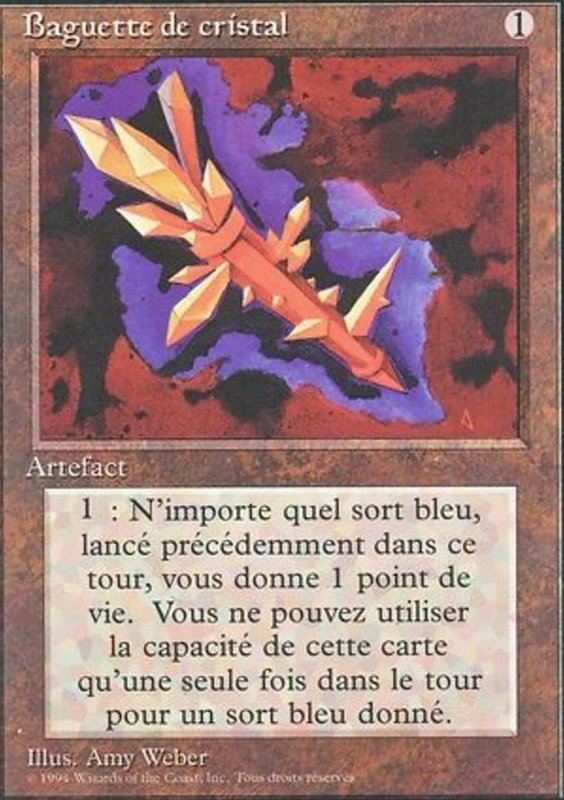 Baguette de cristal 1
Artefact
1 : N'importe quel sort bleu,
lancé précédemment dans ce
tour, vous donne 1 point de
vie. Vous ne pouvez utiliser
la capacité de cette carte
qu'une seule fois dans le tour
pour un sort bleu donné.
Illus. Amy Weber
© 1994 Wizards of the Coast, Inc. Tous droits réservés